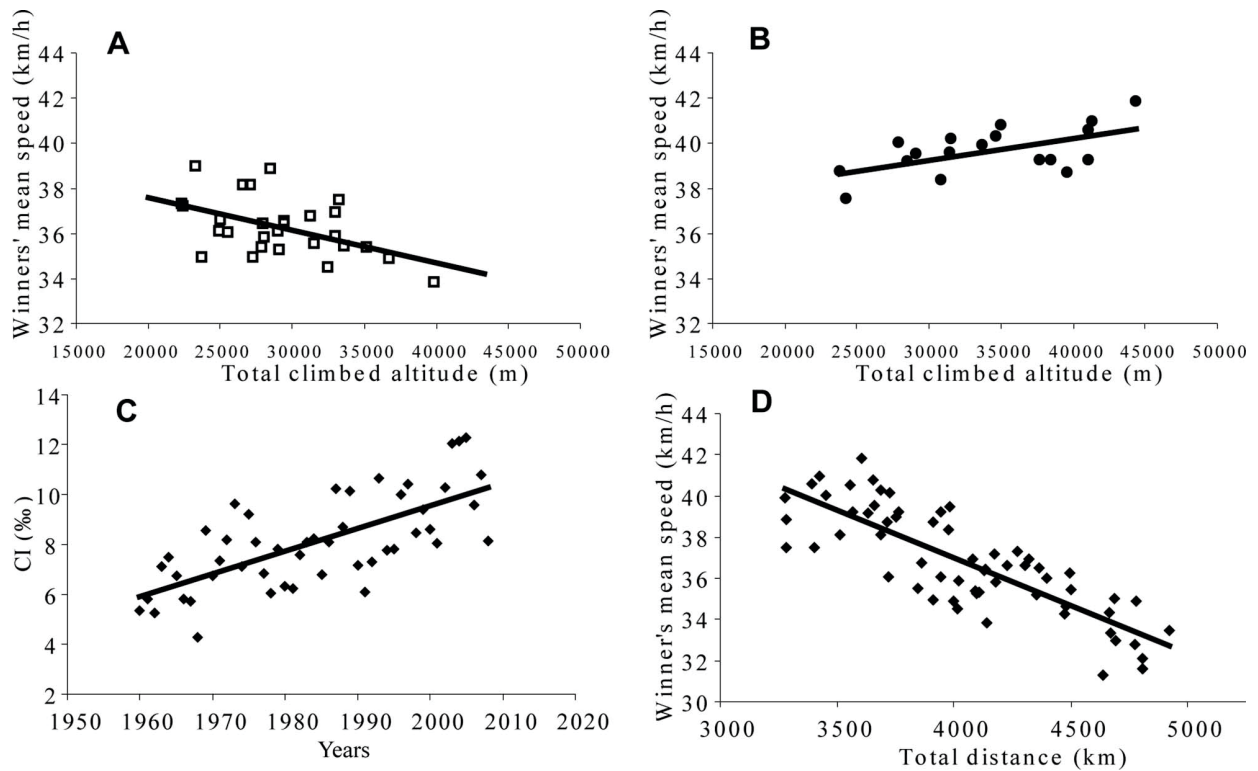 A
Winners' mean speed (km/h)
44
42
40
38
36
34
32
15000 20000 25000 30000 35000 40000 45000 50000
Total climbed altitude (m)
B
Winners' mean speed (km/h)
44
42
40
38
36
34
32
15000 20000 25000 30000 35000 40000 45000 50000
Total climbed altitude (m)
C
CI (‰)
14
12
10
8
6
4
2
1950 1960 1970 1980 1990 2000 2010 2020
Years
D
Winner's mean speed (km/h)
44
42
40
38
36
34
32
30
3000 3500 4000 4500 5000
Total distance (km)